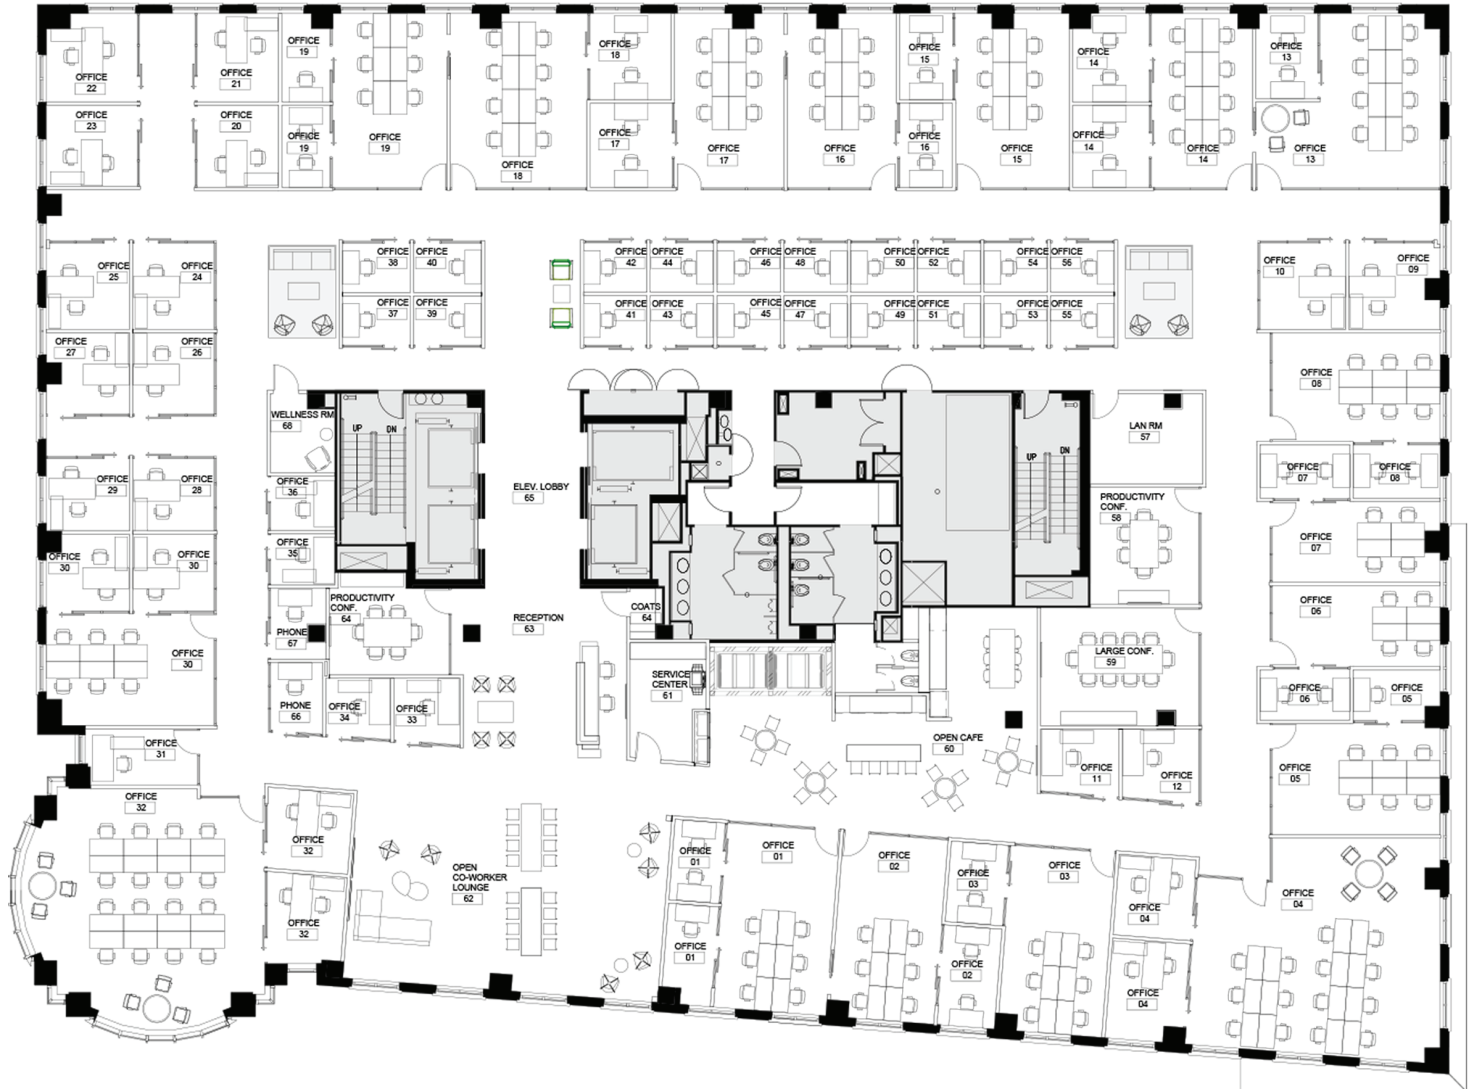 OFFICE
22
OFFICE
21
OFFICE
19
OFFICE
19
OFFICE
18
OFFICE
18
OFFICE
17
OFFICE
16
OFFICE
15
OFFICE
15
OFFICE
14
OFFICE
14
OFFICE
13
OFFICE
13
OFFICE
23
OFFICE
20
OFFICE
19
OFFICE
17
OFFICE
16
OFFICE
14
OFFICE
25
OFFICE
24
OFFICE
38
OFFICE
40
OFFICE
42
OFFICE
44
OFFICE
46
OFFICE
48
OFFICE
50
OFFICE
52
OFFICE
54
OFFICE
56
OFFICE
10
OFFICE
09
OFFICE
37
OFFICE
39
OFFICE
41
OFFICE
43
OFFICE
45
OFFICE
47
OFFICE
49
OFFICE
51
OFFICE
53
OFFICE
55
OFFICE
27
OFFICE
26
OFFICE
08
WELLNESS RM
68
UP
DN
UP
DN
LAN RM
57
OFFICE
07
OFFICE
08
OFFICE
29
OFFICE
28
OFFICE
36
ELEV. LOBBY
65
PRODUCTIVITY
CONF.
58
OFFICE
07
OFFICE
30
OFFICE
30
OFFICE
35
PRODUCTIVITY
CONF.
64
COATS
64
RECEPTION
63
OFFICE
06
PHONE
67
OFFICE
30
LARGE CONF.
59
SERVICE
CENTER
61
OFFICE
06
OFFICE
05
PHONE
66
OFFICE
34
OFFICE
33
OFFICE
31
OPEN CAFE
60
OFFICE
11
OFFICE
12
OFFICE
05
OFFICE
32
OFFICE
32
OFFICE
32
OPEN
CO-WORKER
LOUNGE
62
OFFICE
01
OFFICE
01
OFFICE
02
OFFICE
03
OFFICE
03
OFFICE
04
OFFICE
04
OFFICE
01
OFFICE
02
OFFICE
04